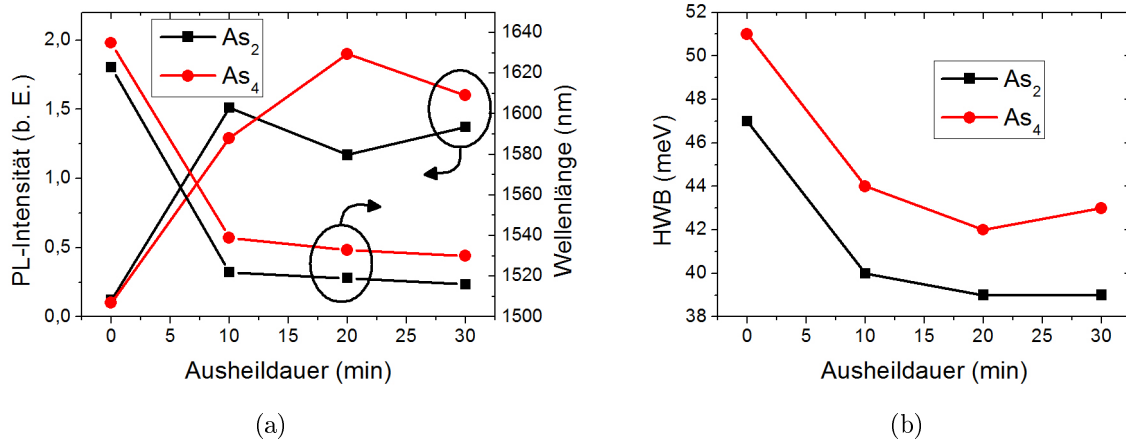 2,0
1,5
1,0
0,5
0,0
PL-Intensität (b. E.)
As2
As4
1640
1620
1600
1580
1560
1540
1520
1500
Wellenlänge (nm)
0 5 10 15 20 25 30
Ausheildauer (min)
(a)
52
50
48
46
44
42
40
38
HWB (meV)
As2
As4
0 5 10 15 20 25 30
Ausheildauer (min)
(b)